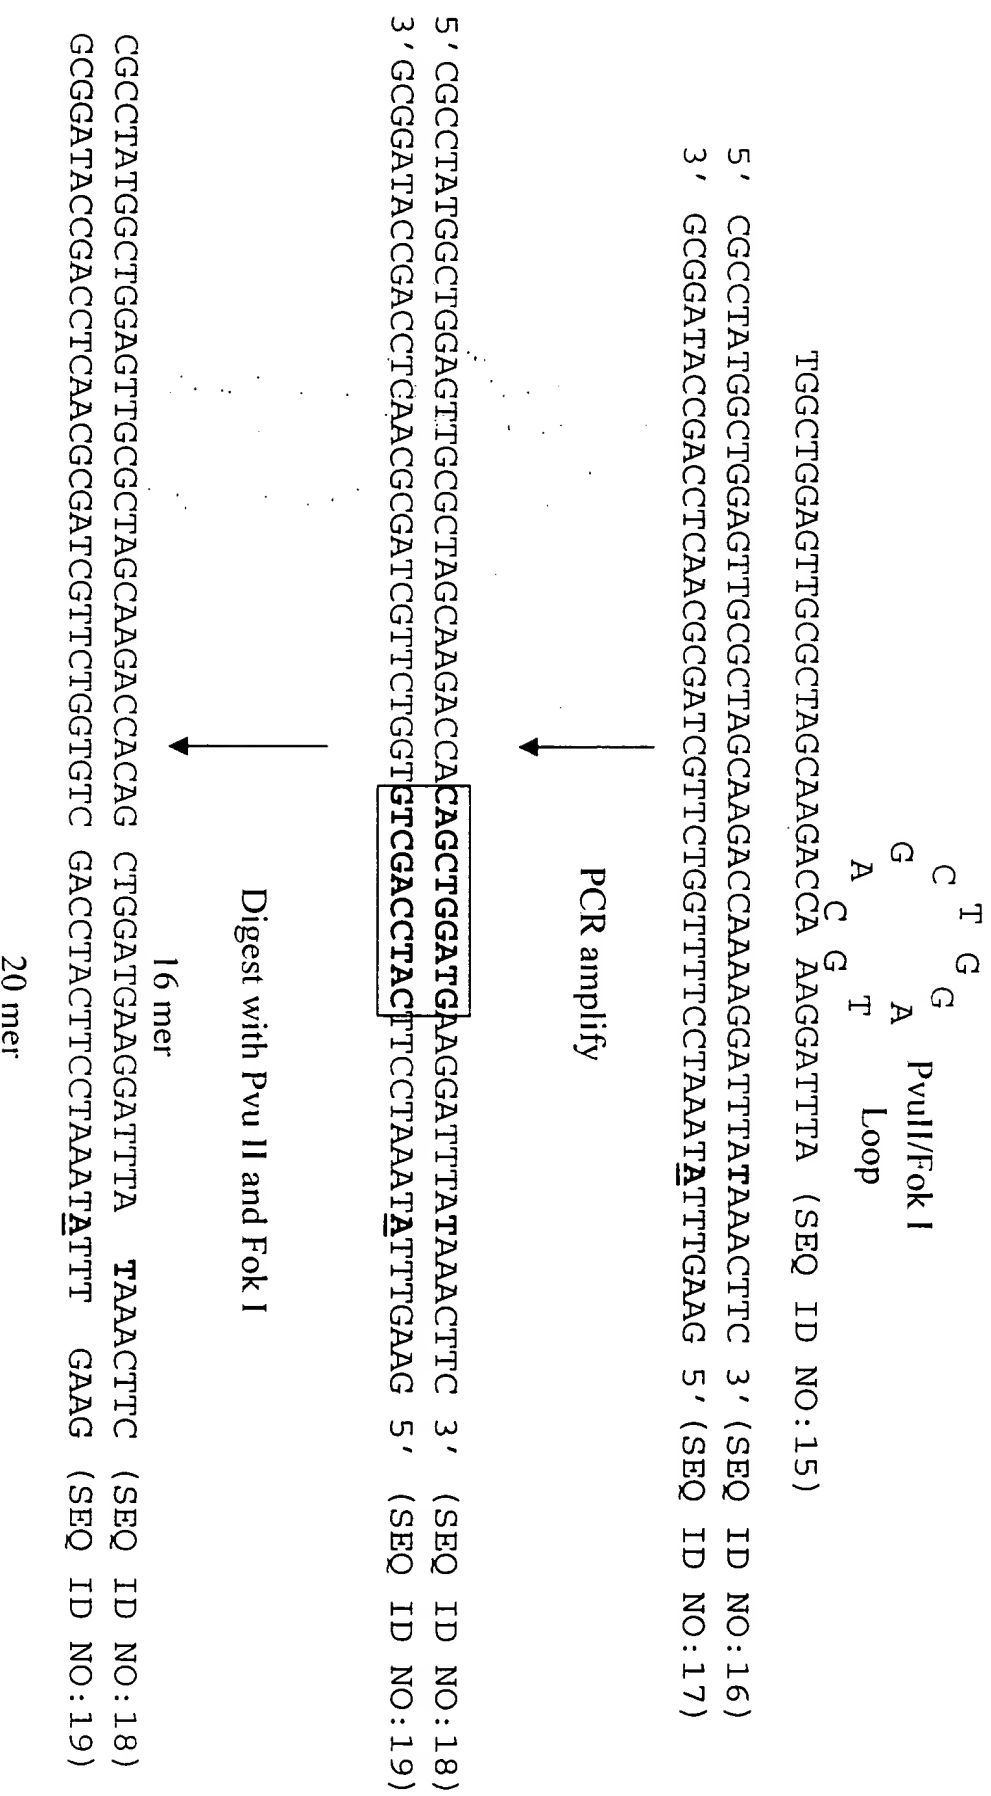 T G
C G
G A PvuII/Fok I
A T Loop
C G
TGGCTGGAGTTGCGCTAGCAAGACCA AAGGATTTA (SEQ ID NO:15)
5' CGCCTATGGCTGGAGTTGCGCTAGCAAGACCAAAAGGATTTATAAACTTC 3' (SEQ ID NO:16)
3' GCGGATACCGACCTCAACGCGATCGTTCTGGTTTTCCTAAATATTTGAAG 5' (SEQ ID NO:17)
PCR amplify
5'CGCCTATGGCTGGAGTTGCGCTAGCAAGACCACAGCTGGATGAAGGATTTATAAACTTC 3' (SEQ ID NO:18)
3'GCGGATACCGACCTCAACGCGATCGTTCTGGTGTCGACCTACTTCCTAAATATTTGAAG 5' (SEQ ID NO:19)
Digest with Pvu II and Fok I
16 mer
CGCCTATGGCTGGAGTTGCGCTAGCAAGACCACAG CTGGATGAAGGATTTA TAAACTTC (SEQ ID NO:18)
GCGGATACCGACCTCAACGCGATCGTTCTGGTGTC GACCTACTTCCTAAATATTT GAAG (SEQ ID NO:19)
20 mer